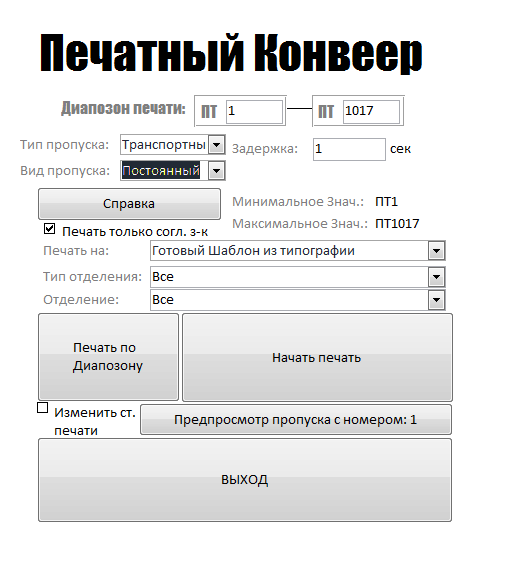 Печатный Конвеер
Диапозон печати: ПТ 1 ПТ 1017
Тип пропуска: Транспортны Задержка: 1 сек
Вид пропуска: Постоянный
Справка Минимальное Знач.: ПТ1
Печать только согл. з-к Максимальное Знач.: ПТ1017
Печать на: Готовый Шаблон из типографии
Тип отделения: Все
Отделение: Все
Печать по
Диапозону
Начать печать
Изменить ст.
печати
Предпросмотр пропуска с номером: 1
ВЫХОД